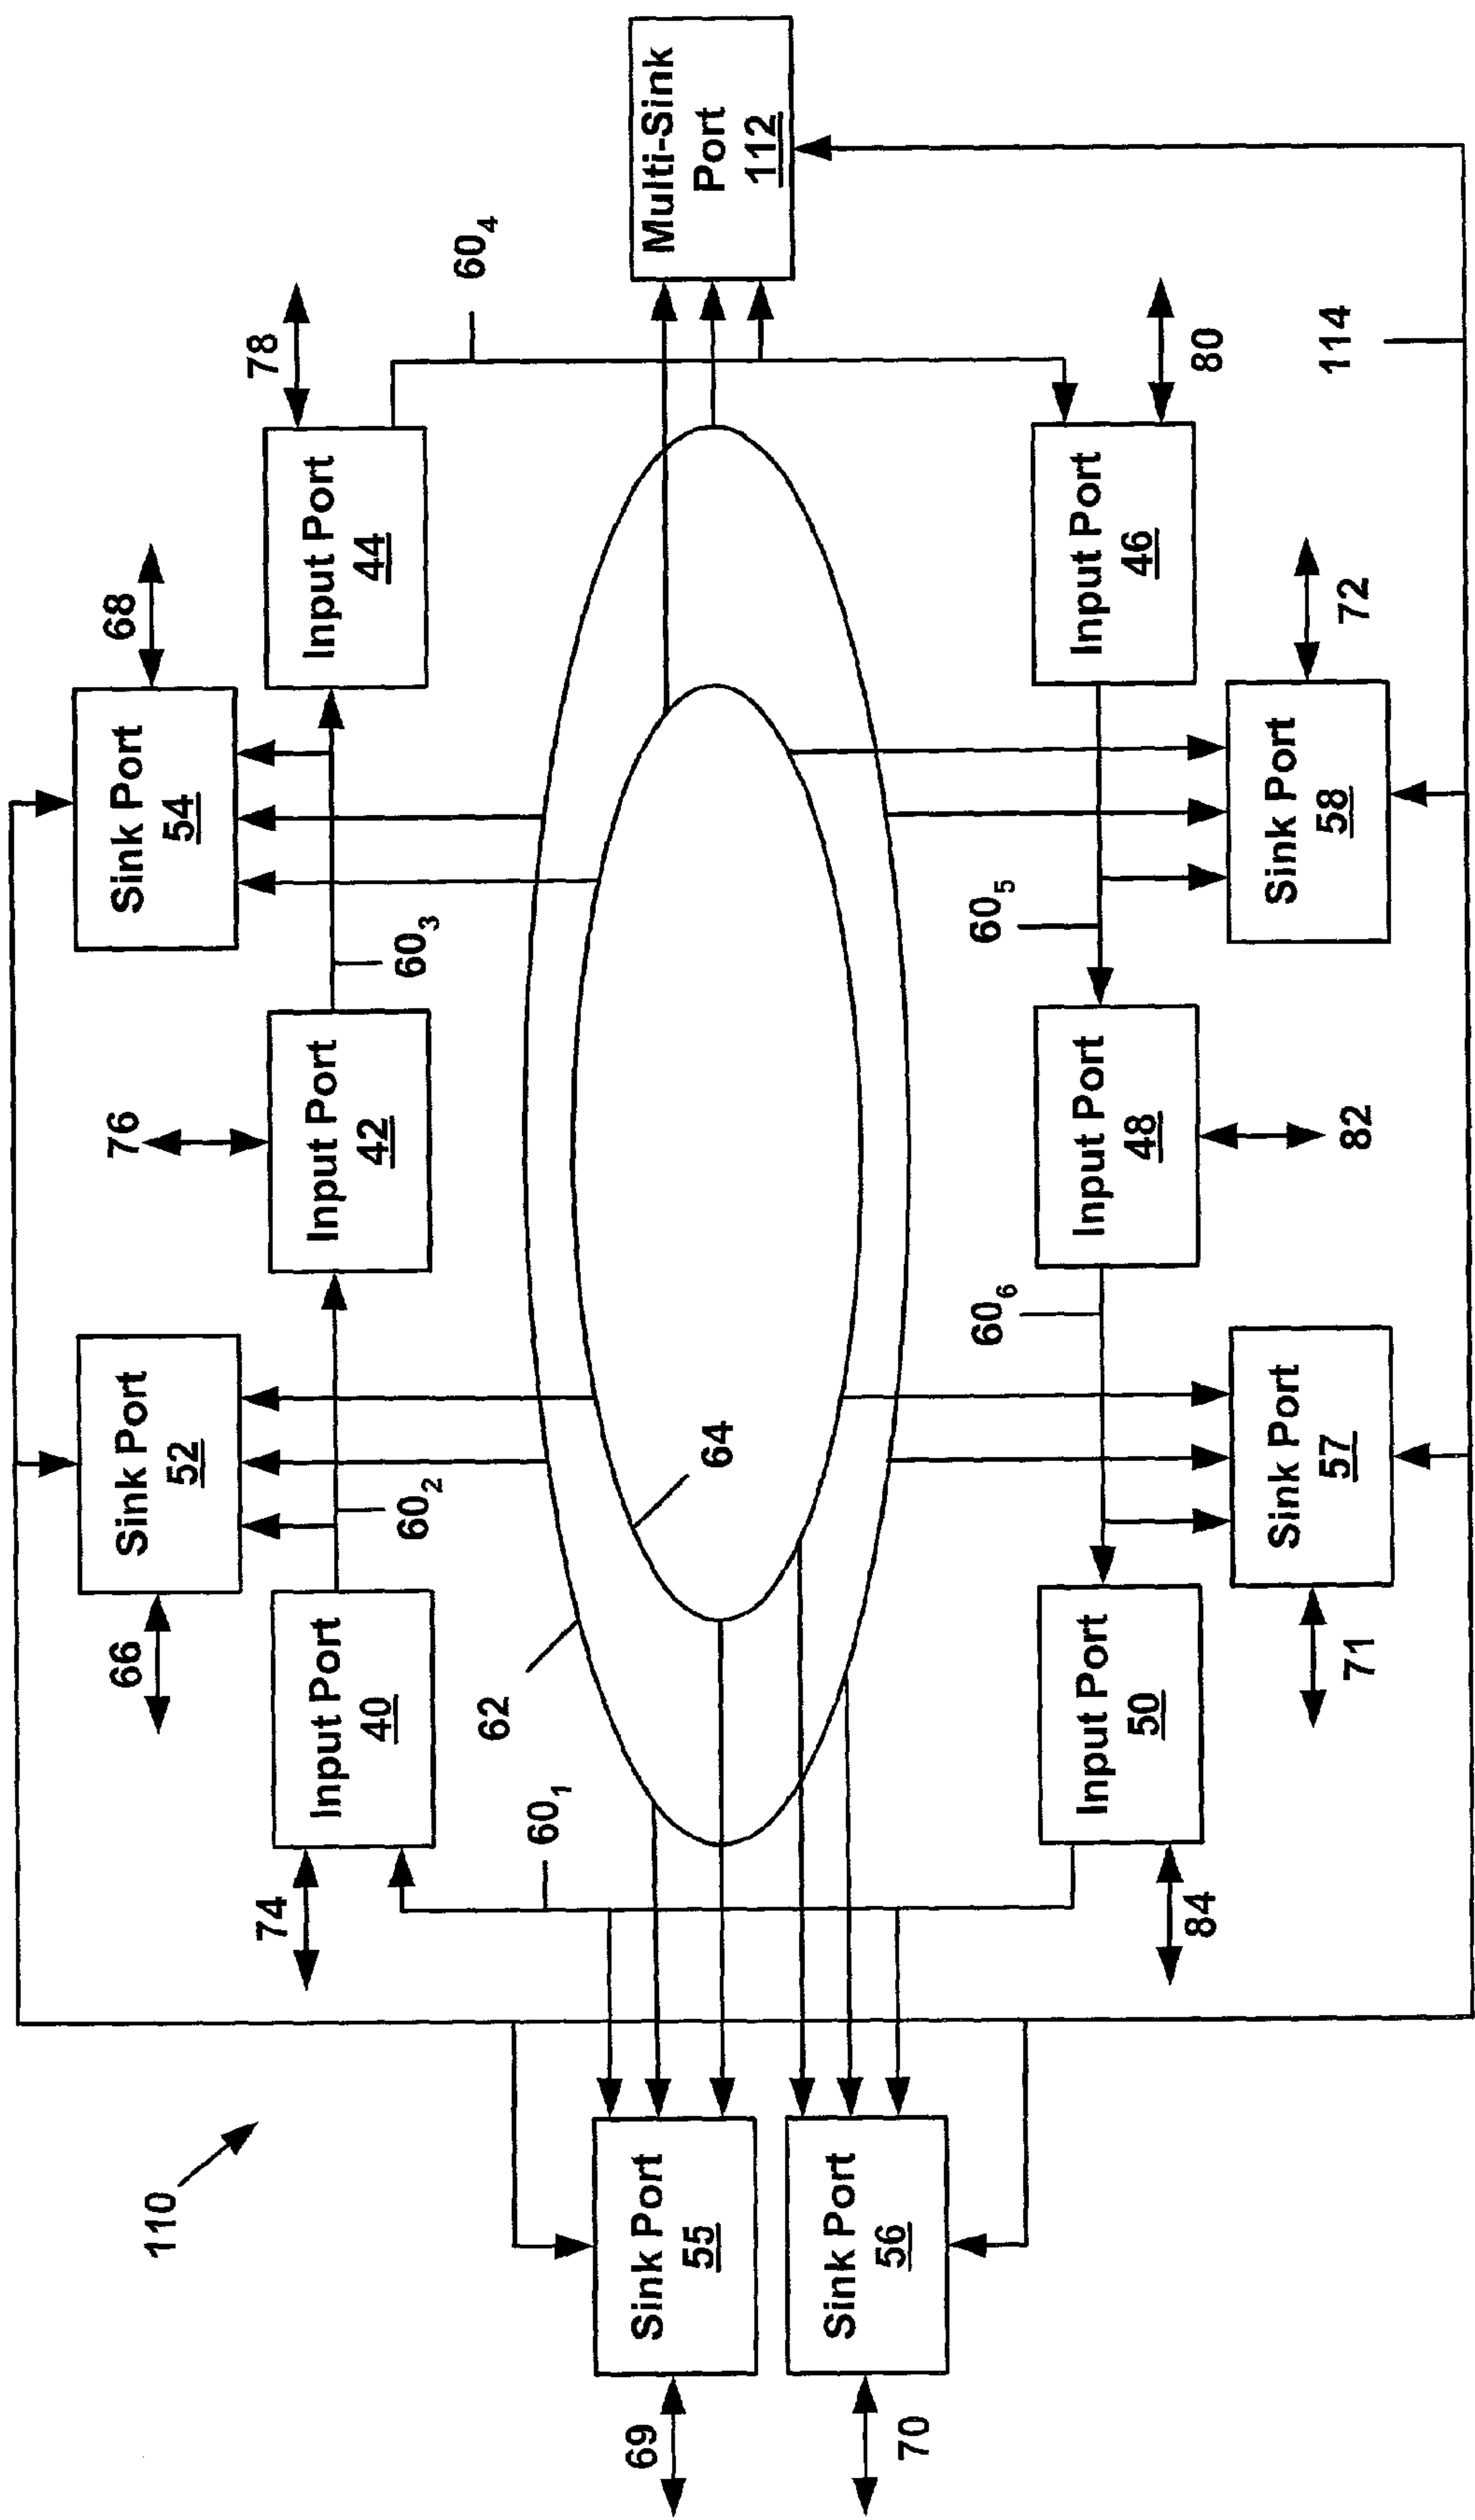 110
66
Sink Port
52
76
68
Sink Port
54
74
Input Port
40
60₂
Input Port
42
60₃
Input Port
44
78
60₄
69
Sink Port
55
60₁
62
64
Multi-Sink
Port
112
70
Sink Port
56
84
Input Port
50
60₆
Input Port
48
60₅
Input Port
46
80
71
Sink Port
57
82
Sink Port
58
72
114